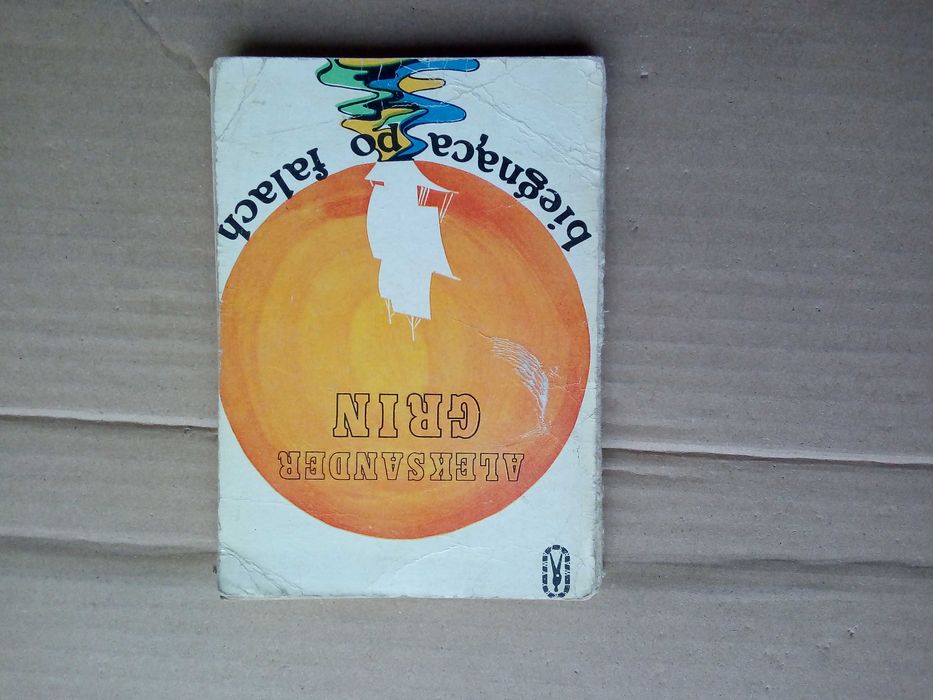 ALEKSANDER
GRIN
biegnąca po falach